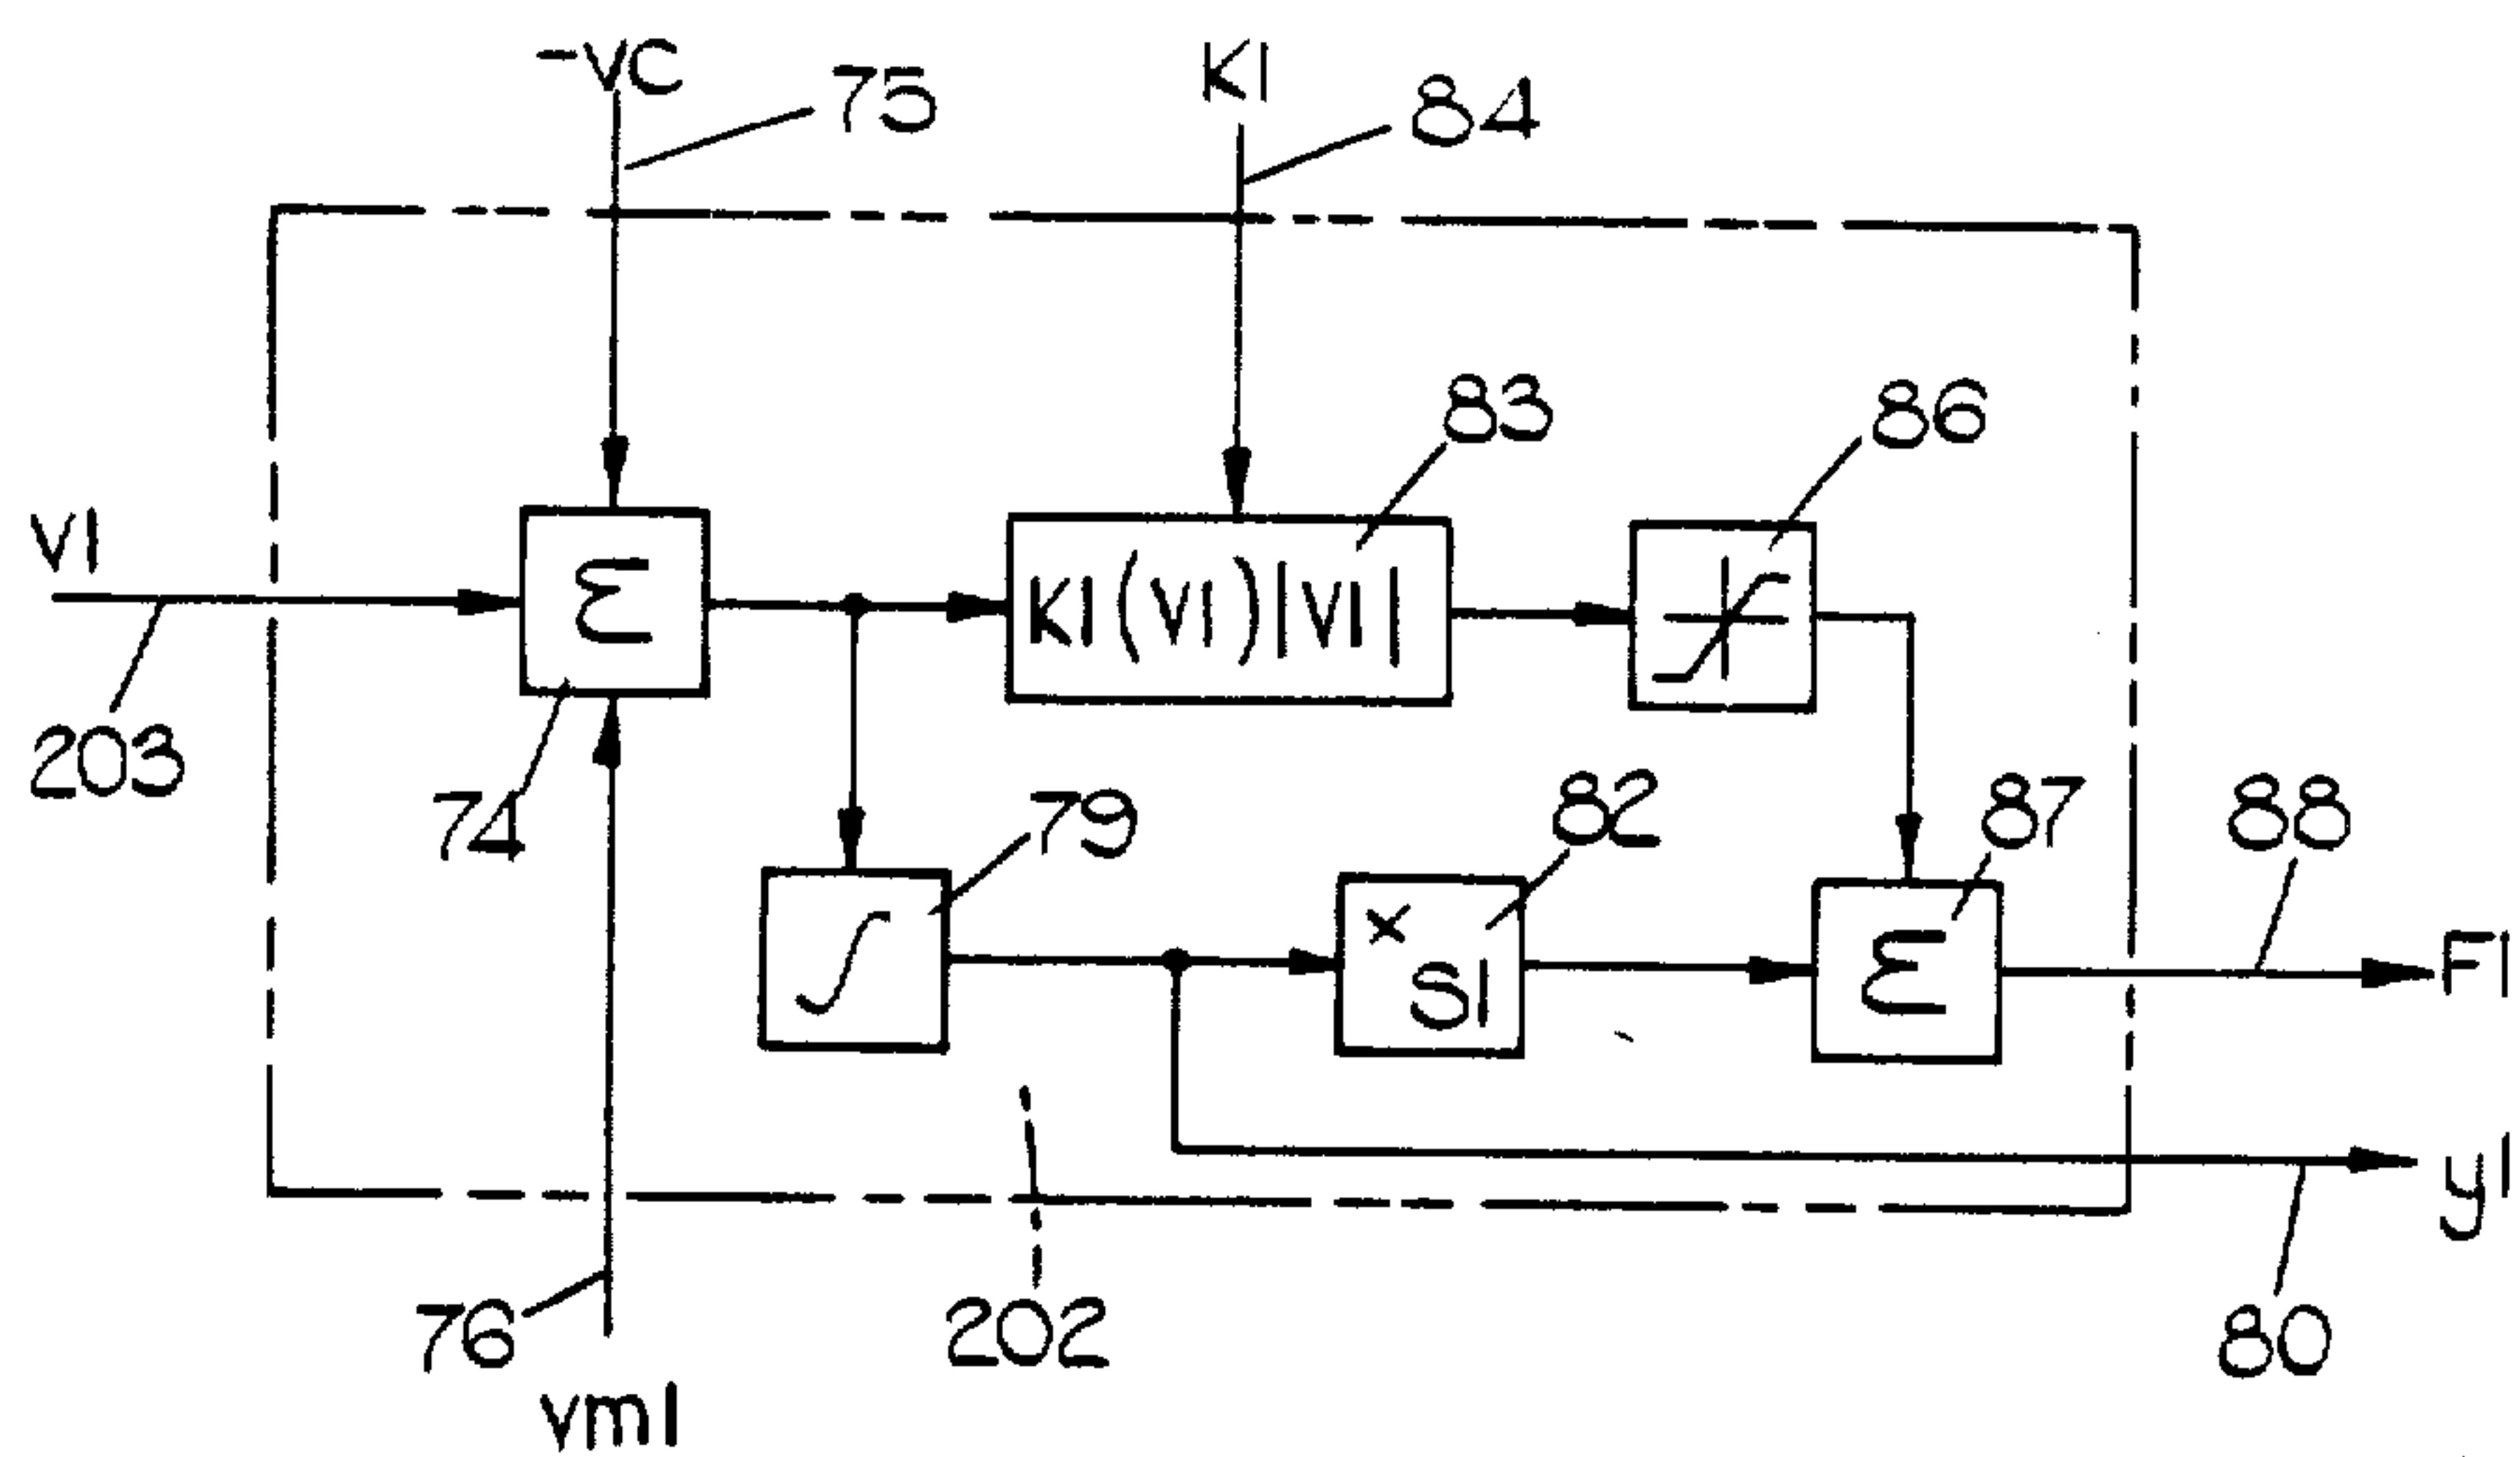 -vC
75
K1
84
83
86
V1
Σ
K1(V1)|V1|
203
74
79
82
87
88
∫
x
S1
Σ
F1
y1
76
202
80
vm1